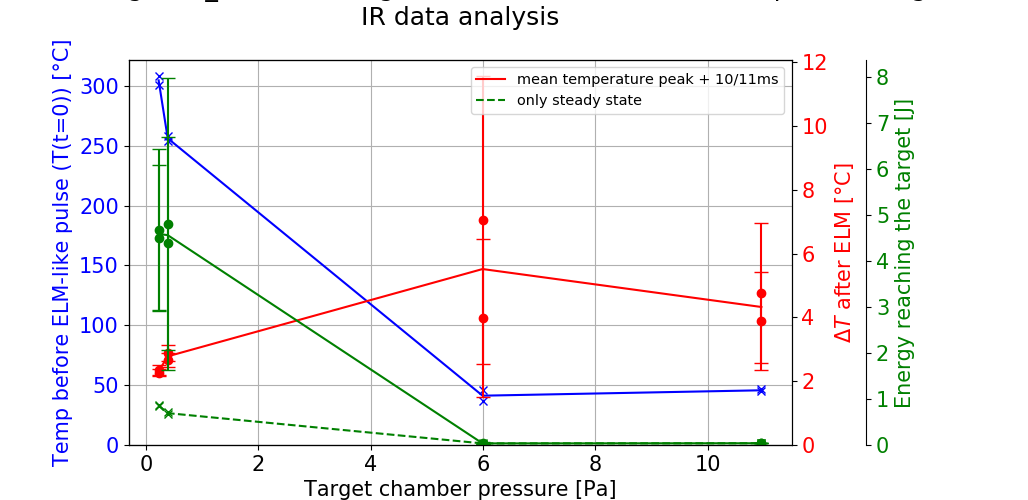 IR data analysis
Temp before ELM-like pulse (T(t=0)) [°C]
300
250
200
150
100
50
0
mean temperature peak + 10/11ms
only steady state
12
10
8
6
4
2
0
ΔT after ELM [°C]
8
7
6
5
4
3
2
1
0
Energy reaching the target [J]
0 2 4 6 8 10
Target chamber pressure [Pa]